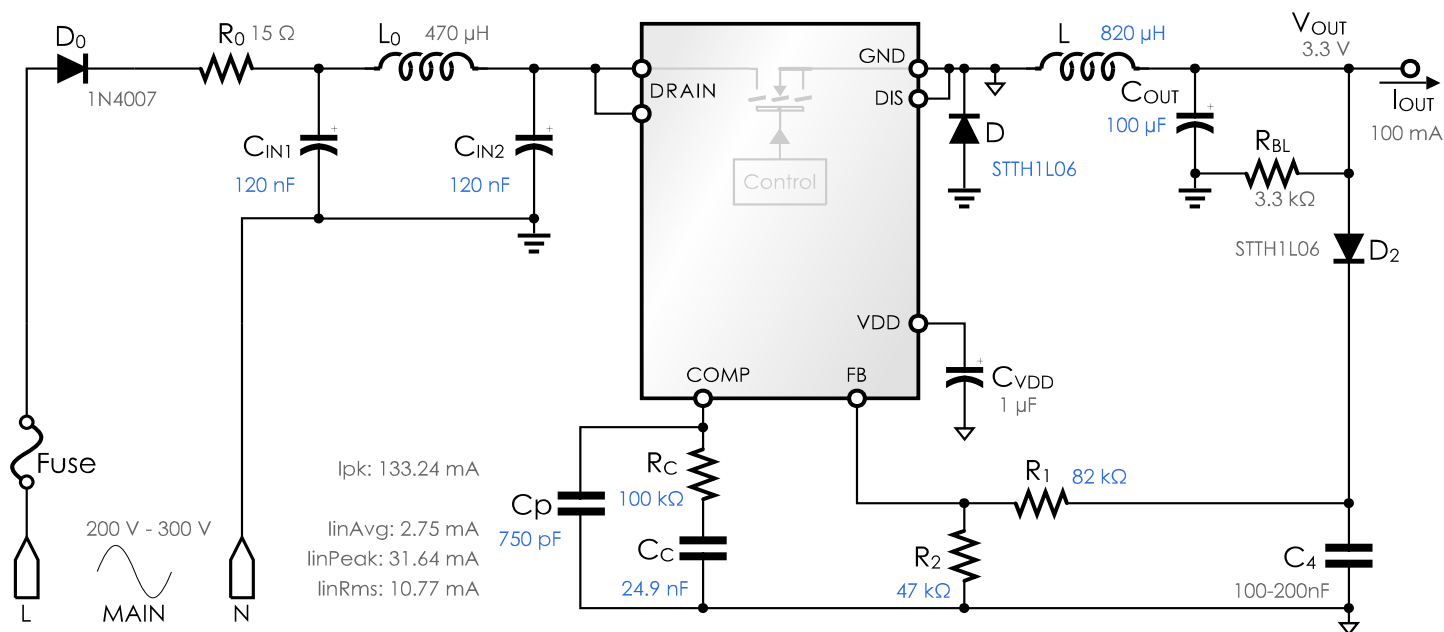 D0
1N4007
R0 15 Ω
L0 470 µH
CIN1
120 nF
CIN2
120 nF
DRAIN
GND
DIS
Control
VDD
COMP
FB
D
STTH1L06
L 820 µH
COUT
100 µF
RBL
3.3 kΩ
VOUT
3.3 V
IOUT
100 mA
STTH1L06 D2
CVDD
1 µF
Fuse
200 V - 300 V
L MAIN N
Ipk: 133.24 mA
IinAvg: 2.75 mA
IinPeak: 31.64 mA
IinRms: 10.77 mA
Cp
750 pF
RC
100 kΩ
CC
24.9 nF
R1 82 kΩ
R2
47 kΩ
C4
100-200nF